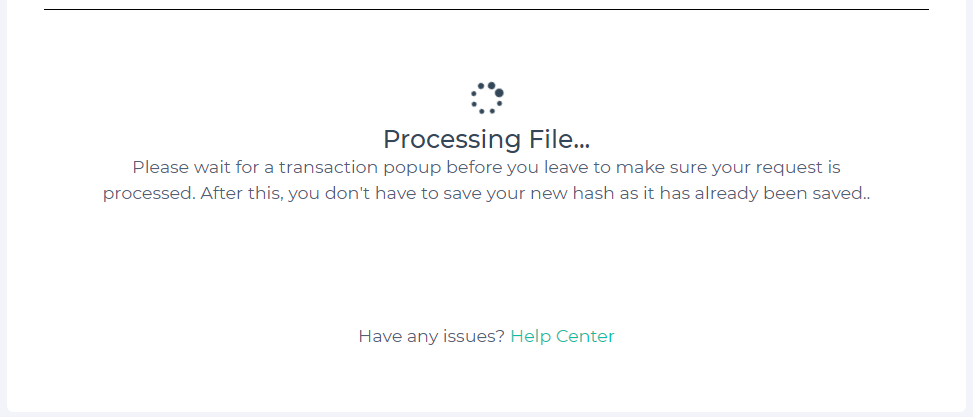 Processing File...
Please wait for a transaction popup before you leave to make sure your request is
processed. After this, you don't have to save your new hash as it has already been saved..
Have any issues? Help Center